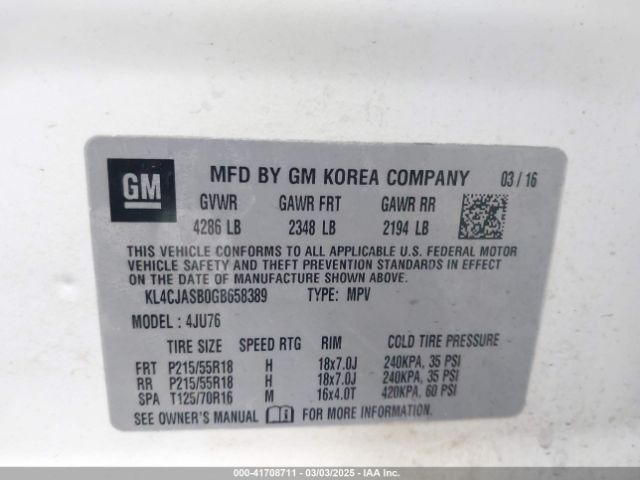 GM MFD BY GM KOREA COMPANY 03 / 16
GVWR GAWR FRT GAWR RR
4286 LB 2348 LB 2194 LB
THIS VEHICLE CONFORMS TO ALL APPLICABLE U.S. FEDERAL MOTOR
VEHICLE SAFETY AND THEFT PREVENTION STANDARDS IN EFFECT
ON THE DATE OF MANUFACTURE SHOWN ABOVE.
KL4CJASB0GB658389 TYPE: MPV
MODEL : 4JU76
TIRE SIZE SPEED RTG RIM COLD TIRE PRESSURE
FRT P215/55R18 H 18x7.0J 240KPA, 35 PSI
RR P215/55R18 H 18x7.0J 240KPA, 35 PSI
SPA T125/70R16 M 16x4.0T 420KPA, 60 PSI
SEE OWNER'S MANUAL FOR MORE INFORMATION
000-41708711 - 03/03/2025 - IAAI.COM